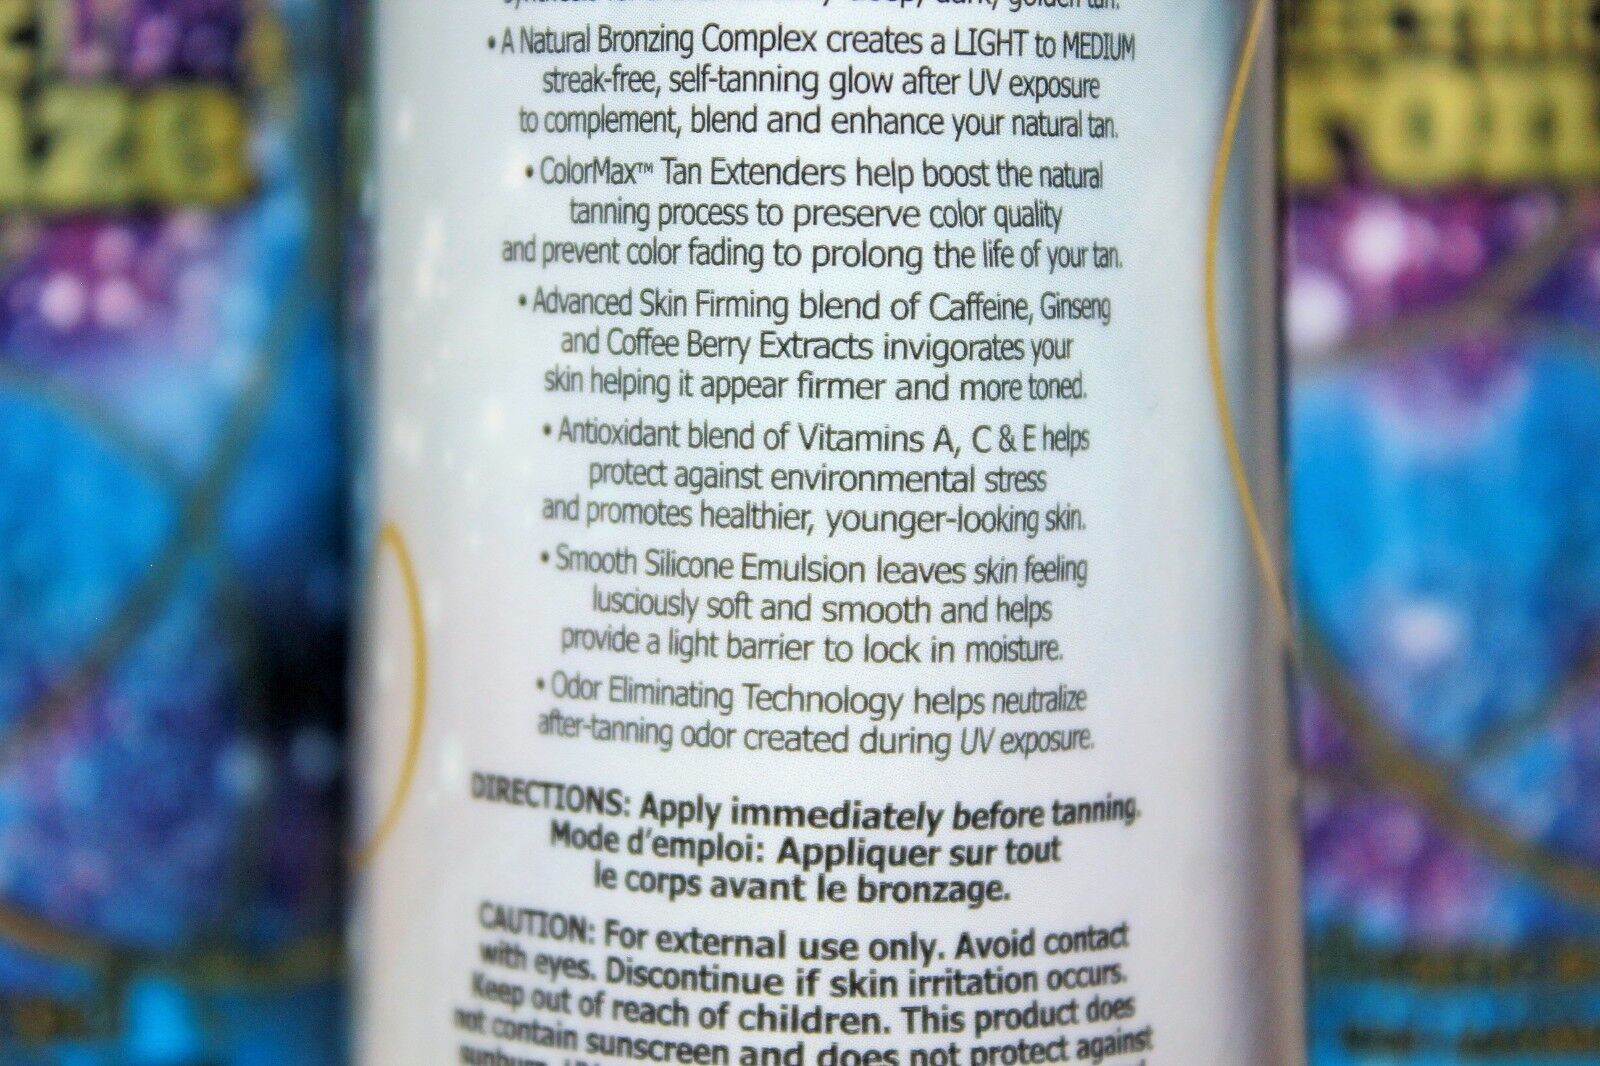 deep, dark, golden tan.
• A Natural Bronzing Complex creates a LIGHT to MEDIUM
streak-free, self-tanning glow after UV exposure
to complement, blend and enhance your natural tan.
• ColorMax™ Tan Extenders help boost the natural
tanning process to preserve color quality
and prevent color fading to prolong the life of your tan.
• Advanced Skin Firming blend of Caffeine, Ginseng
and Coffee Berry Extracts invigorates your
skin helping it appear firmer and more toned.
• Antioxidant blend of Vitamins A, C & E helps
protect against environmental stress
and promotes healthier, younger-looking skin.
• Smooth Silicone Emulsion leaves skin feeling
lusciously soft and smooth and helps
provide a light barrier to lock in moisture.
• Odor Eliminating Technology helps neutralize
after-tanning odor created during UV exposure.
DIRECTIONS: Apply immediately before tanning.
Mode d'emploi: Appliquer sur tout
le corps avant le bronzage.
CAUTION: For external use only. Avoid contact
with eyes. Discontinue if skin irritation occurs.
Keep out of reach of children. This product does
not contain sunscreen and does not protect against
sunburn.